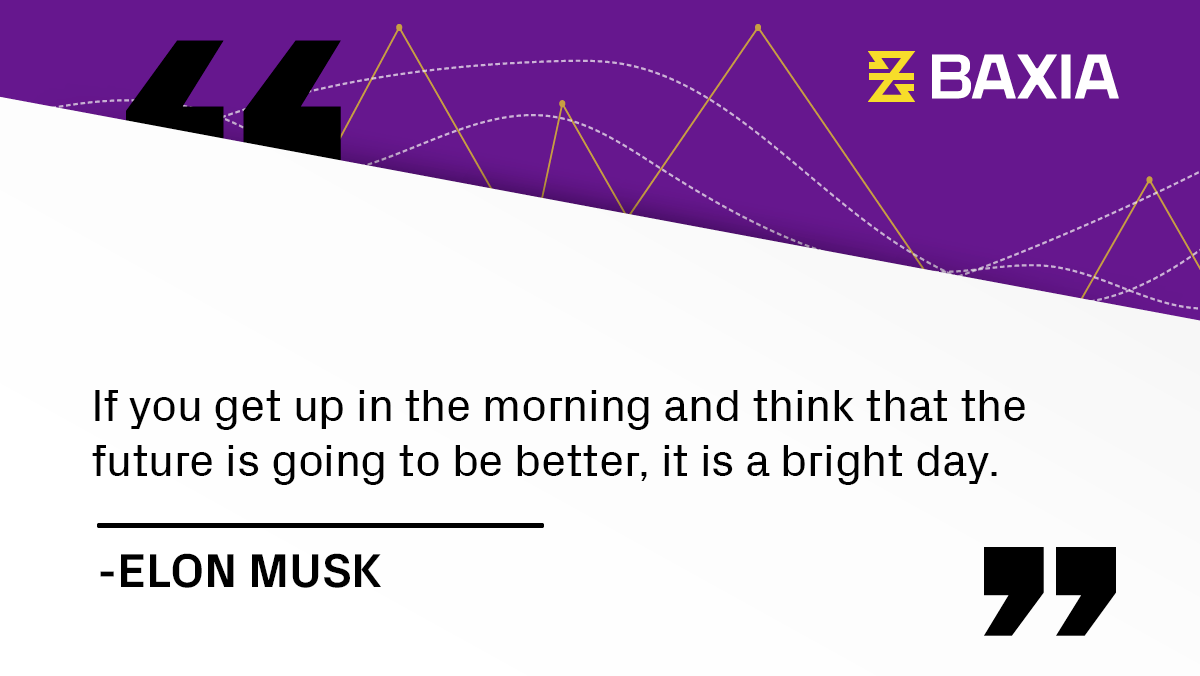 BAXIA
If you get up in the morning and think that the
future is going to be better, it is a bright day.
-ELON MUSK